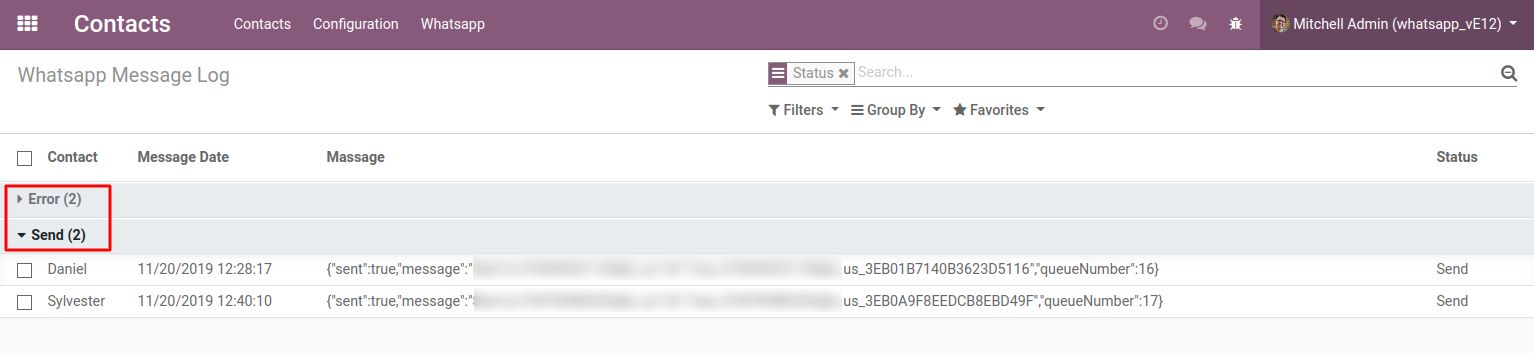 Contacts Contacts Configuration Whatsapp Mitchell Admin (whatsapp_vE12)
Whatsapp Message Log Status Search...
Filters Group By Favorites
Contact Message Date Massage Status
Error (2)
Send (2)
Daniel 11/20/2019 12:28:17 {"sent":true,"message":" us_3EB01B7140B3623D5116","queueNumber":16} Send
Sylvester 11/20/2019 12:40:10 {"sent":true,"message":" us_3EB0A9F8EEDCB8EBD49F","queueNumber":17} Send